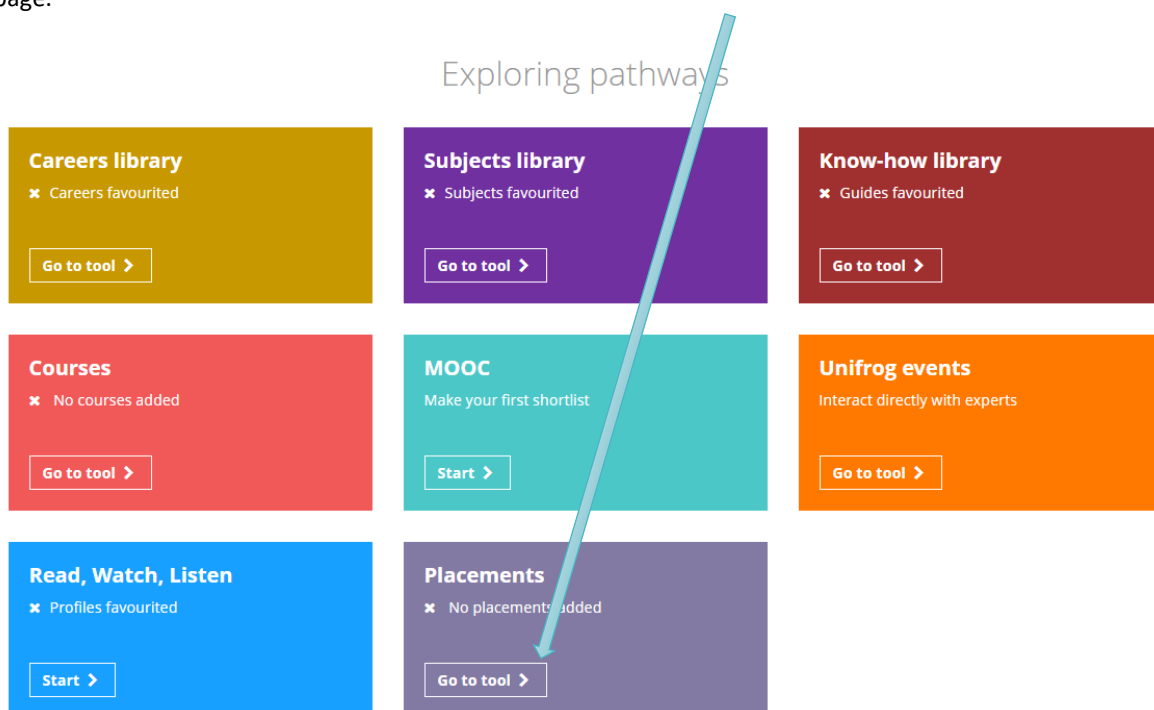 page.
Exploring pathways
Careers library
✖ Careers favourited
Go to tool ❯
Subjects library
✖ Subjects favourited
Go to tool ❯
Know-how library
✖ Guides favourited
Go to tool ❯
Courses
✖ No courses added
Go to tool ❯
MOOC
Make your first shortlist
Start ❯
Unifrog events
Interact directly with experts
Go to tool ❯
Read, Watch, Listen
✖ Profiles favourited
Start ❯
Placements
✖ No placements added
Go to tool ❯